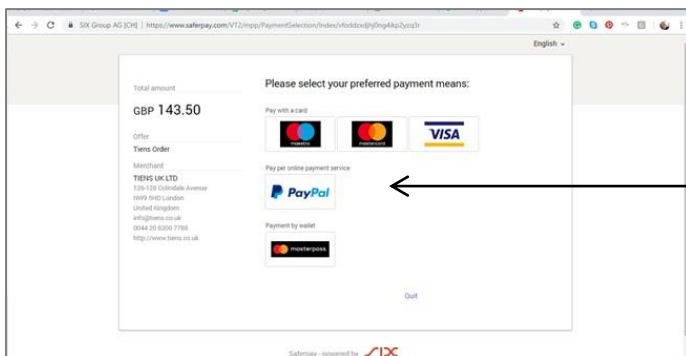 SIX Group AG [CH] | https://www.saferpay.com/VT2/mpp/PaymentSelection/Index/
English
Total amount
GBP 143.50
Offer
Tiens Order
Merchant
TIENS UK LTD
126-128 Colindale Avenue
NW9 5HD London
United Kingdom
info@tiens.co.uk
0044 20 8200 7788
http://www.tiens.co.uk
Please select your preferred payment means:
Pay with a card
maestro
mastercard
VISA
Pay per online payment service
PayPal
Payment by wallet
masterpass
Quit
Saferpay - powered by SIX